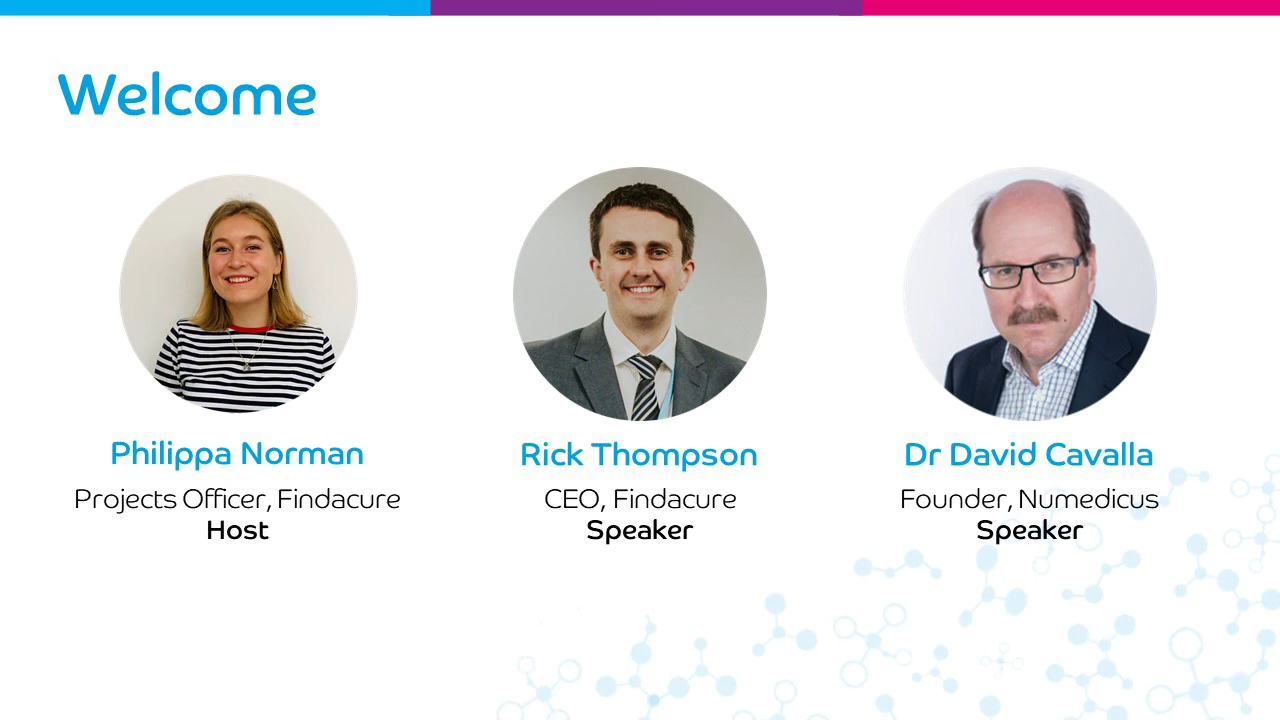 Welcome
Philippa Norman
Projects Officer, Findacure
Host
Rick Thompson
CEO, Findacure
Speaker
Dr David Cavalla
Founder, Numedicus
Speaker